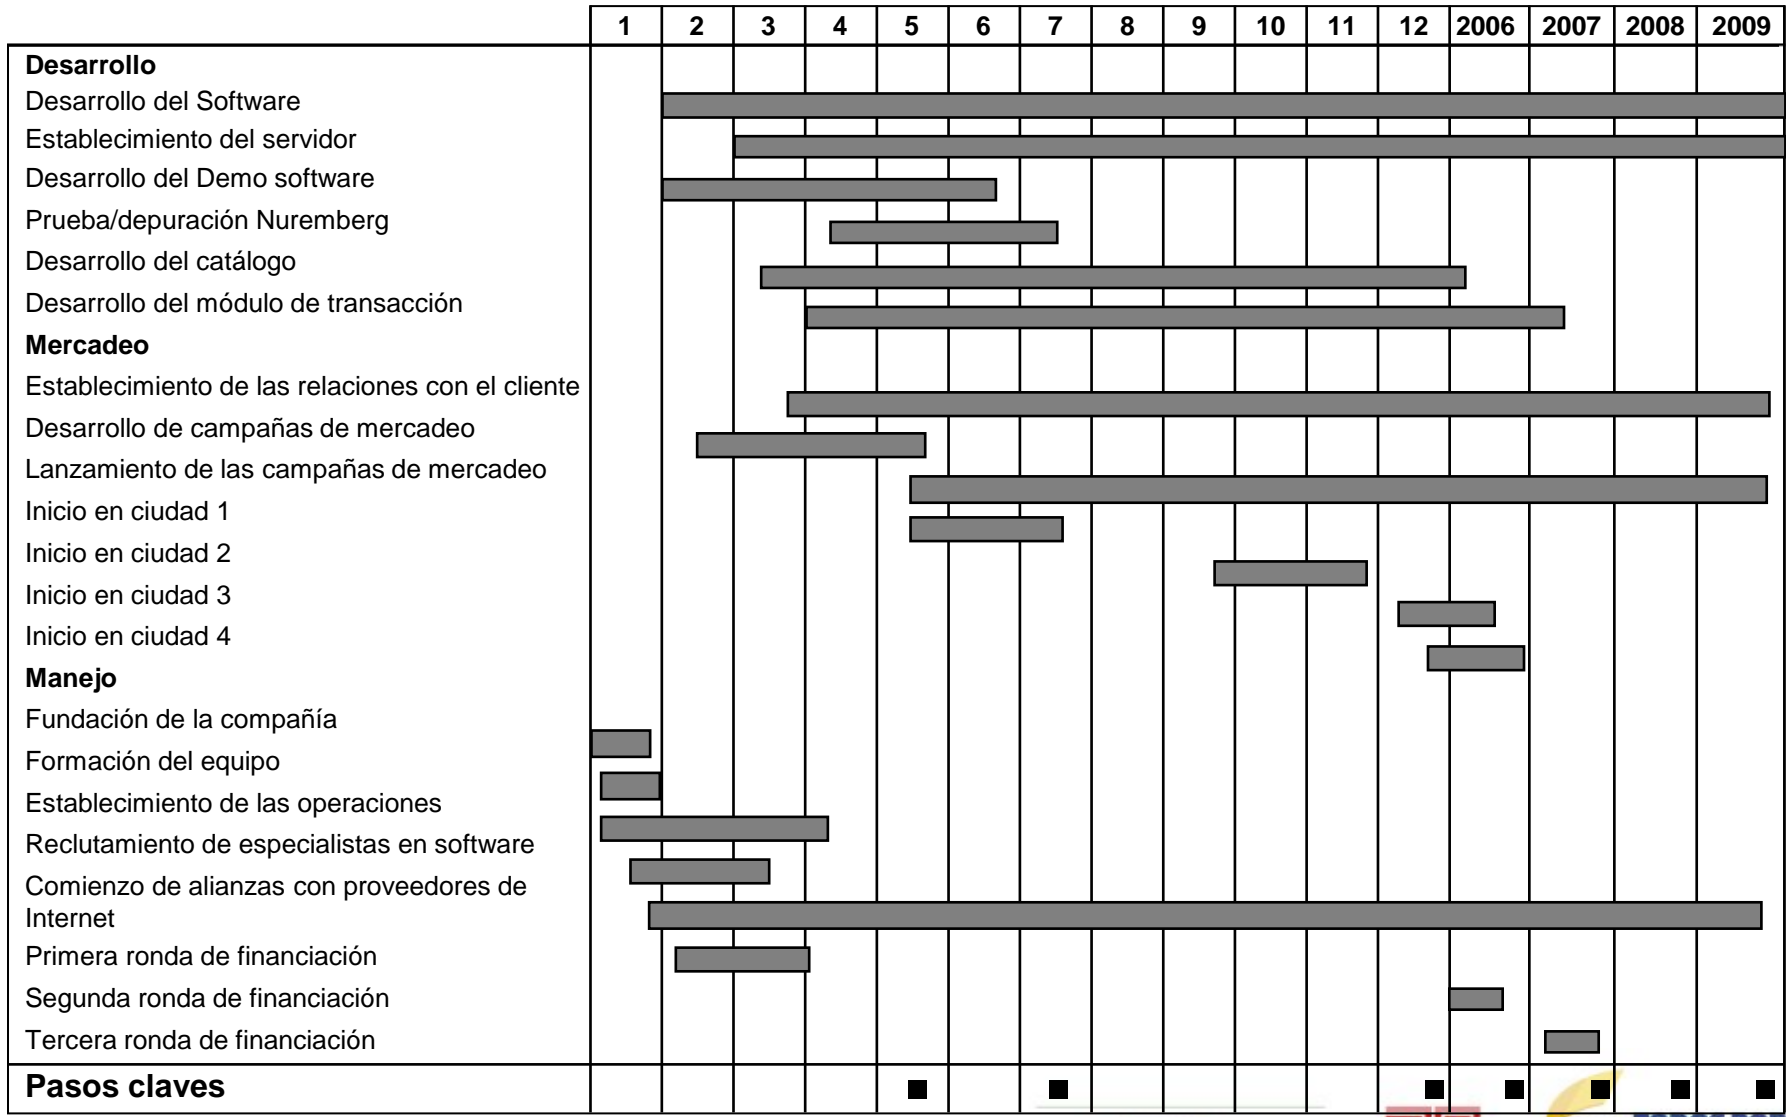 1 2 3 4 5 6 7 8 9 10 11 12 2006 2007 2008 2009
Desarrollo
Desarrollo del Software
Establecimiento del servidor
Desarrollo del Demo software
Prueba/depuración Nuremberg
Desarrollo del catálogo
Desarrollo del módulo de transacción
Mercadeo
Establecimiento de las relaciones con el cliente
Desarrollo de campañas de mercadeo
Lanzamiento de las campañas de mercadeo
Inicio en ciudad 1
Inicio en ciudad 2
Inicio en ciudad 3
Inicio en ciudad 4
Manejo
Fundación de la compañía
Formación del equipo
Establecimiento de las operaciones
Reclutamiento de especialistas en software
Comienzo de alianzas con proveedores de
Internet
Primera ronda de financiación
Segunda ronda de financiación
Tercera ronda de financiación
Pasos claves